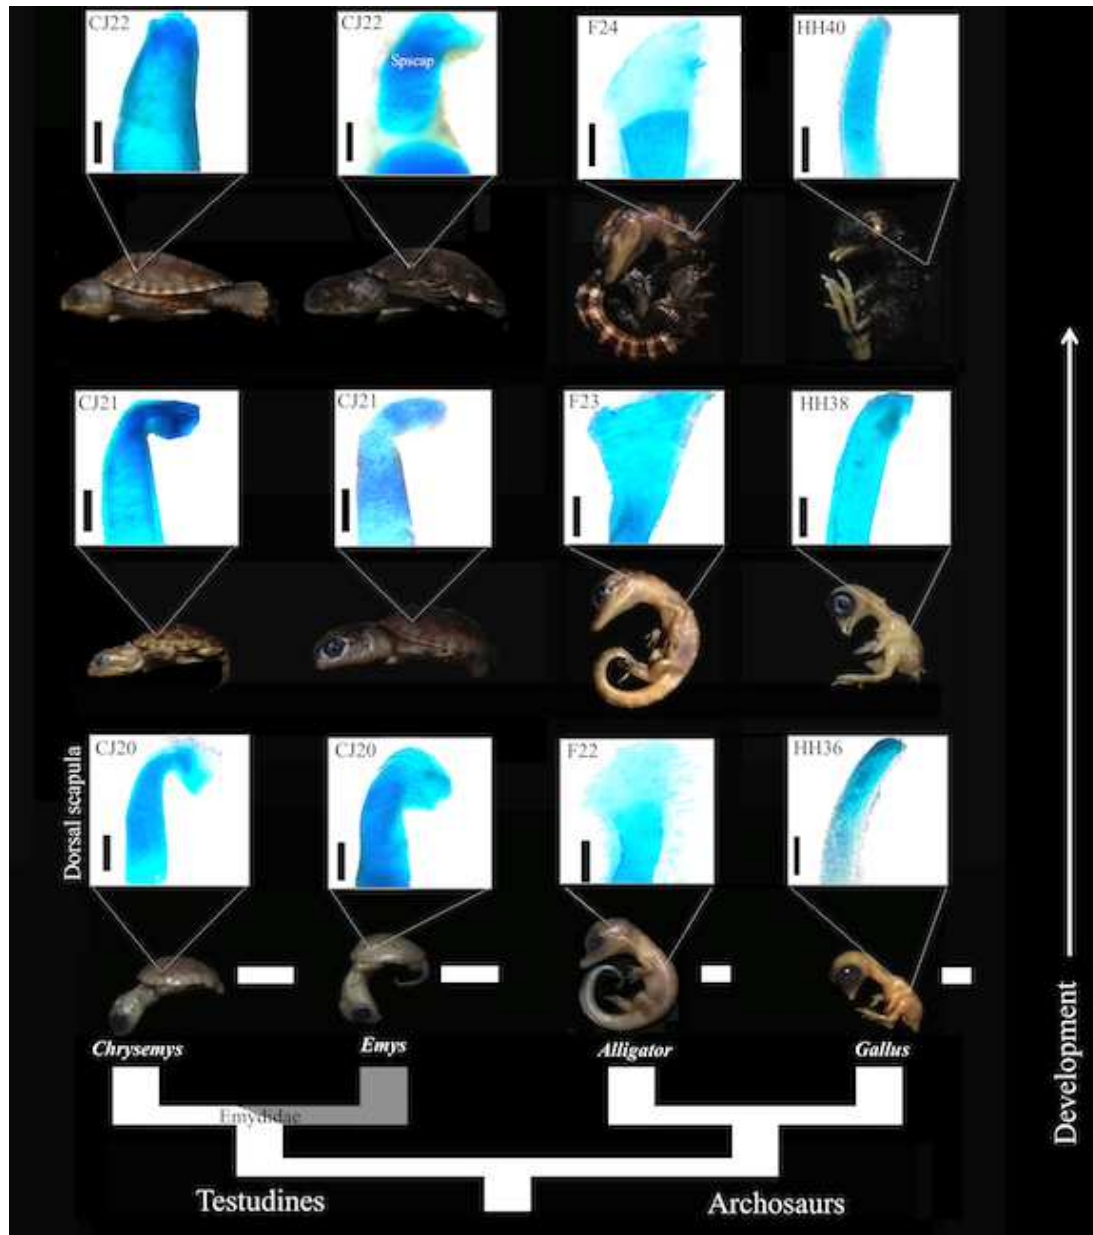 CJ22
CJ22
F24
HH40
Spscap
CJ21
CJ21
F23
HH38
Dorsal scapula
CJ20
CJ20
F22
HH36
Chrysemys
Emys
Alligator
Gallus
Emydidae
Testudines
Archosaurs
Development